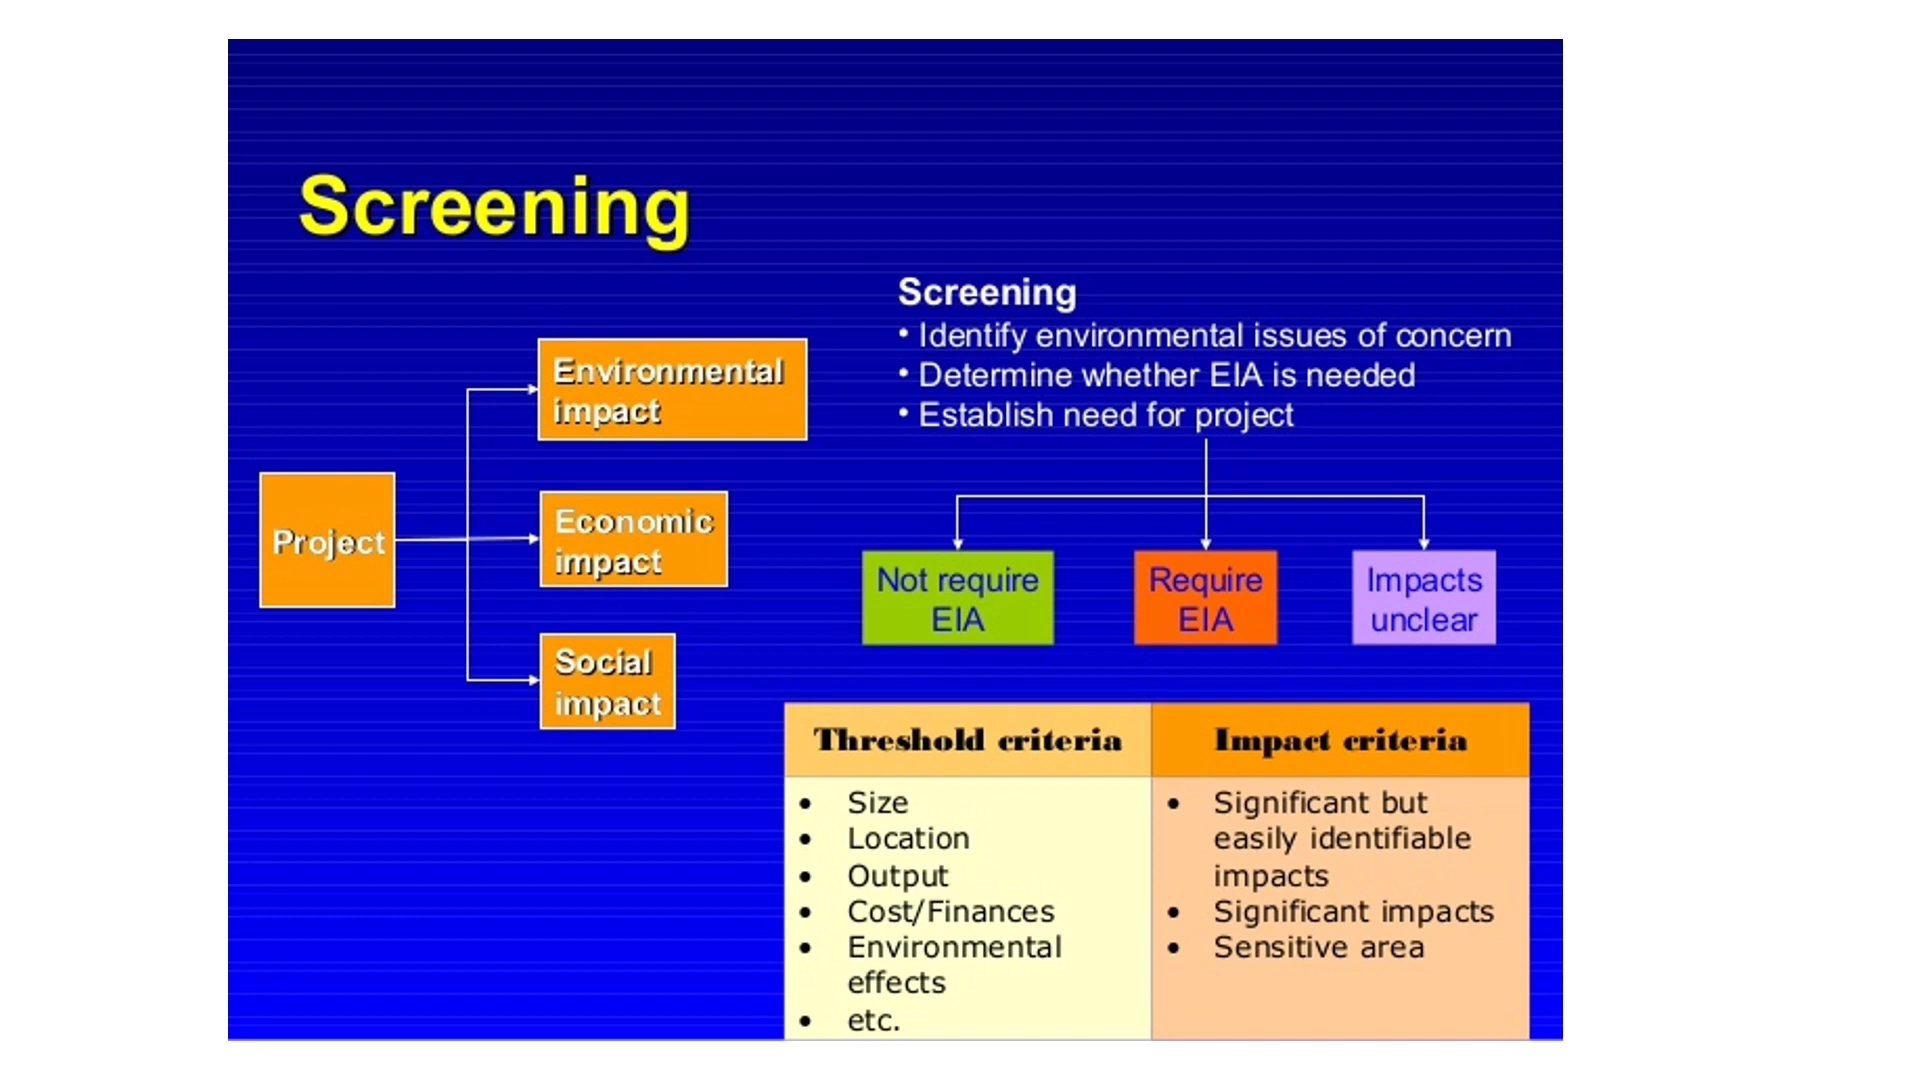 Screening
Screening
• Identify environmental issues of concern
• Determine whether EIA is needed
• Establish need for project
Environmental
impact
Project
Economic
impact
Social
impact
Not require
EIA
Require
EIA
Impacts
unclear
Threshold criteria
• Size
• Location
• Output
• Cost/Finances
• Environmental
effects
• etc.
Impact criteria
• Significant but
easily identifiable
impacts
• Significant impacts
• Sensitive area